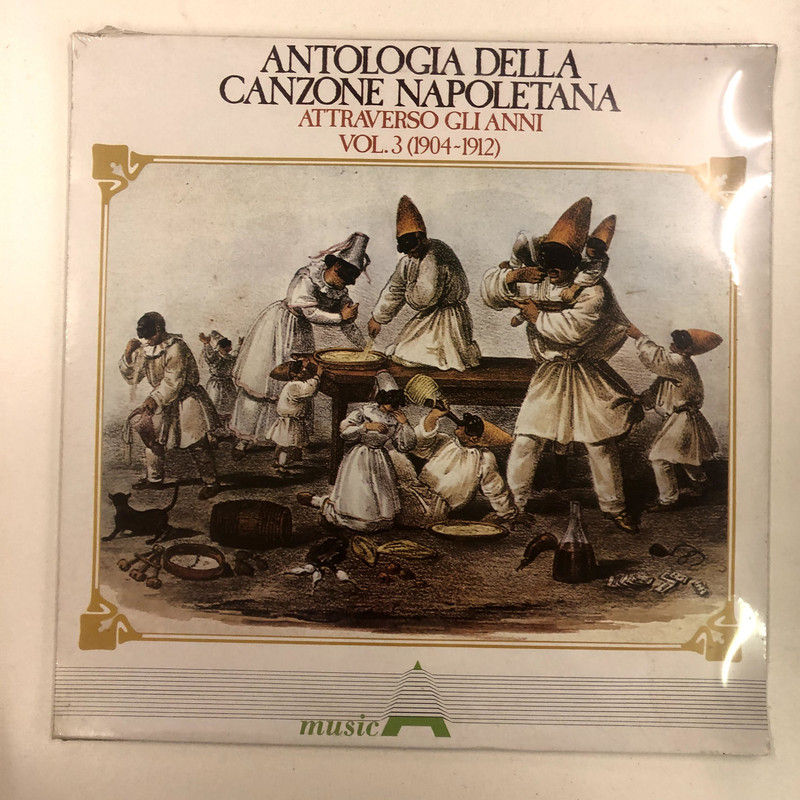 ANTOLOGIA DELLA
CANZONE NAPOLETANA
ATTRAVERSO GLI ANNI
VOL. 3 (1904-1912)
music A